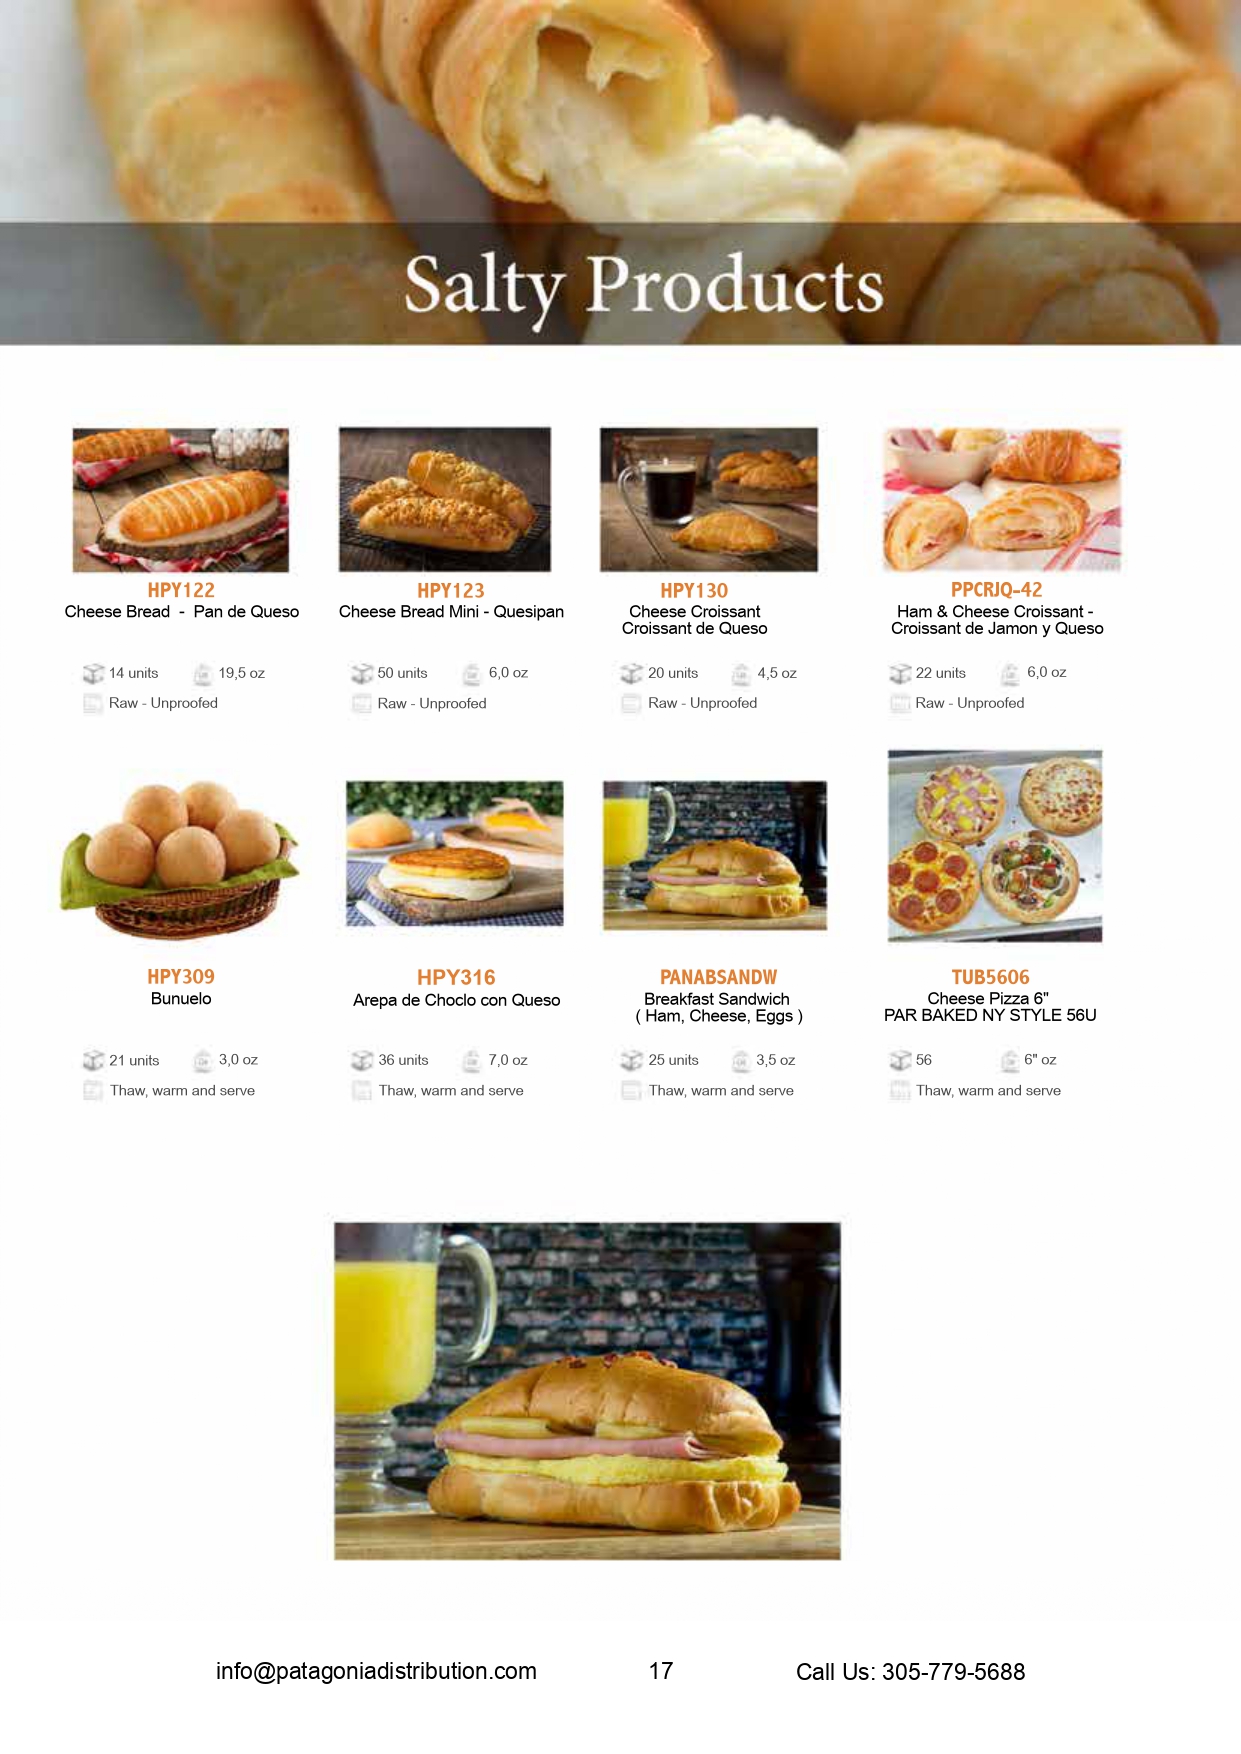 Salty Products
HPY122
Cheese Bread - Pan de Queso
14 units 19,5 oz
Raw - Unproofed
HPY123
Cheese Bread Mini - Quesipan
50 units 6,0 oz
Raw - Unproofed
HPY130
Cheese Croissant
Croissant de Queso
20 units 4,5 oz
Raw - Unproofed
PPCRJQ-42
Ham & Cheese Croissant -
Croissant de Jamon y Queso
22 units 6,0 oz
Raw - Unproofed
HPY309
Bunuelo
21 units 3,0 oz
Thaw, warm and serve
HPY316
Arepa de Choclo con Queso
36 units 7,0 oz
Thaw, warm and serve
PANABSANDW
Breakfast Sandwich
( Ham, Cheese, Eggs )
25 units 3,5 oz
Thaw, warm and serve
TUB5606
Cheese Pizza 6"
PAR BAKED NY STYLE 56U
56 6" oz
Thaw, warm and serve
info@patagoniadistribution.com 17 Call Us: 305-779-5688